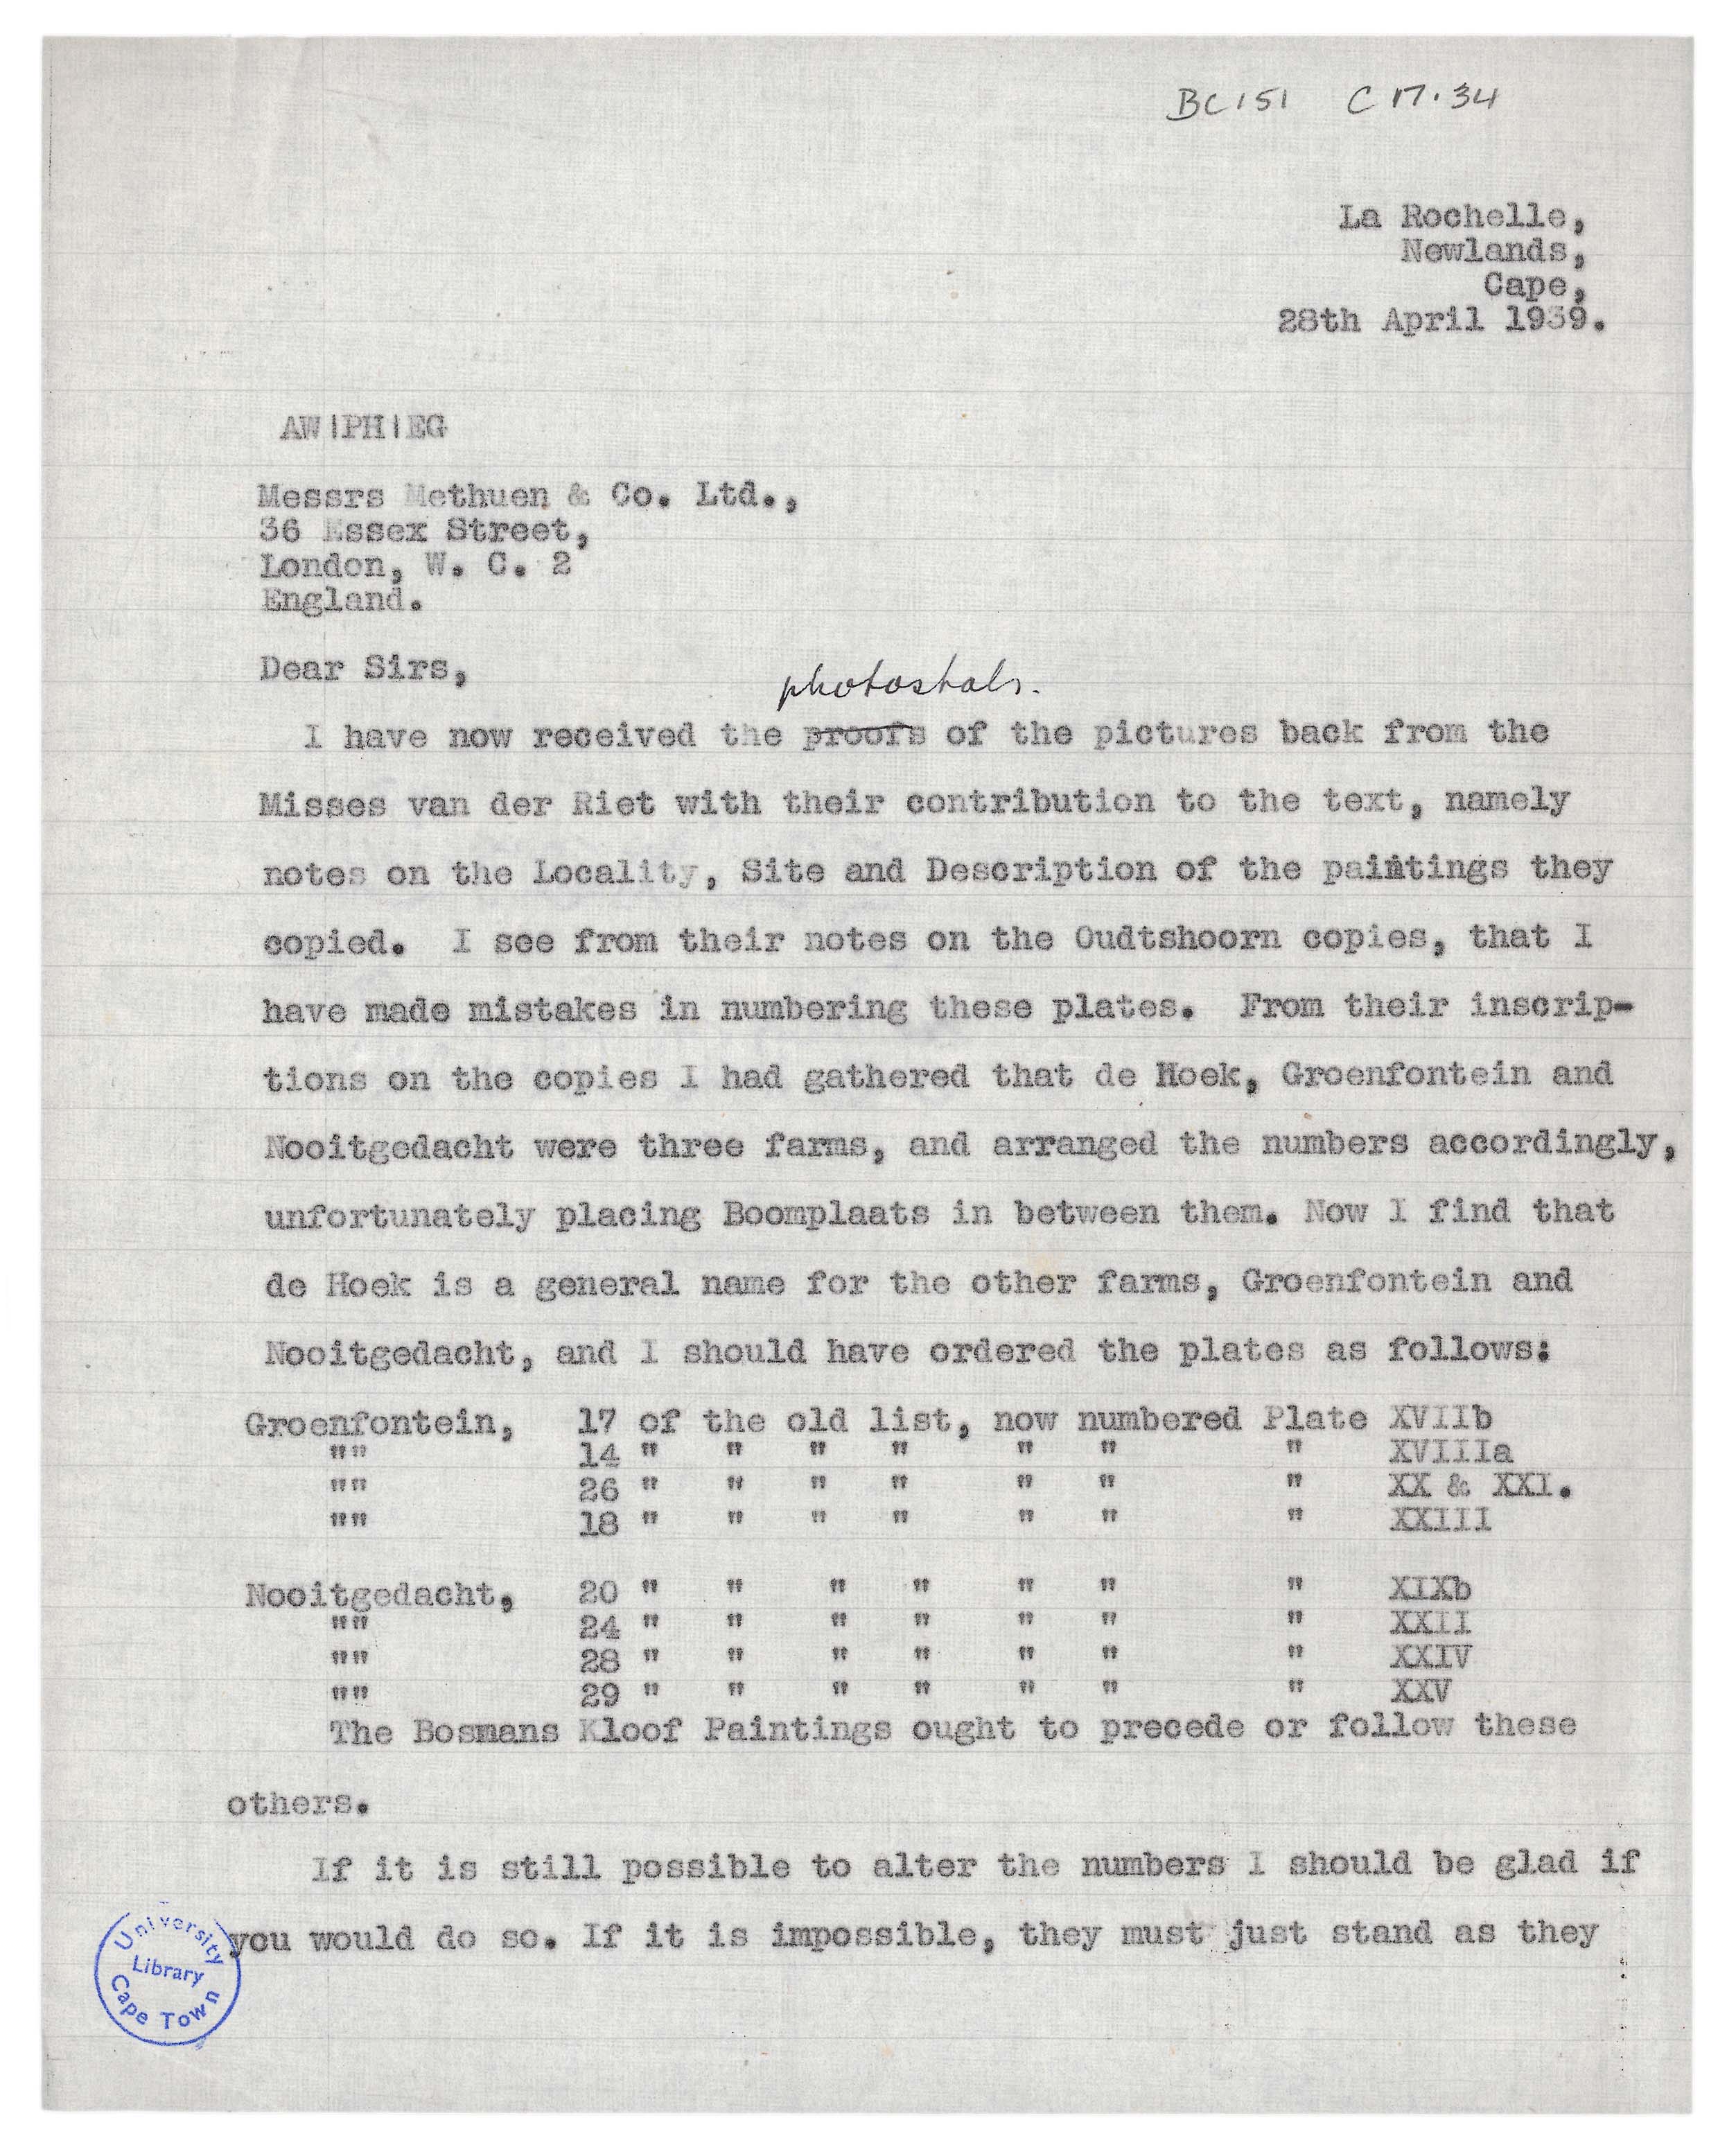 BC151 C17.34
La Rochelle,
Newlands,
Cape,
28th April 1939.
AW|PH|EG
Messrs Methuen & Co. Ltd.,
36 Essex Street,
London, W. C. 2
England.
Dear Sirs,
photostats.
I have now received the proofs of the pictures back from the
Misses van der Riet with their contribution to the text, namely
notes on the Locality, Site and Description of the paintings they
copied. I see from their notes on the Oudtshoorn copies, that I
have made mistakes in numbering these plates. From their inscrip-
tions on the copies I had gathered that de Hoek, Groenfontein and
Nooitgedacht were three farms, and arranged the numbers accordingly,
unfortunately placing Boomplaats in between them. Now I find that
de Hoek is a general name for the other farms, Groenfontein and
Nooitgedacht, and I should have ordered the plates as follows:
Groenfontein, 17 of the old list, now numbered Plate XVIIb
"" 14 " " " " " " " XVIIIa
"" 26 " " " " " " " XX & XXI.
"" 18 " " " " " " " XXIII
Nooitgedacht, 20 " " " " " " " XIXb
"" 24 " " " " " " " XXII
"" 28 " " " " " " " XXIV
"" 29 " " " " " " " XXV
The Bosmans Kloof Paintings ought to precede or follow these
others.
If it is still possible to alter the numbers I should be glad if
you would do so. If it is impossible, they must just stand as they
University
Library
Cape Town